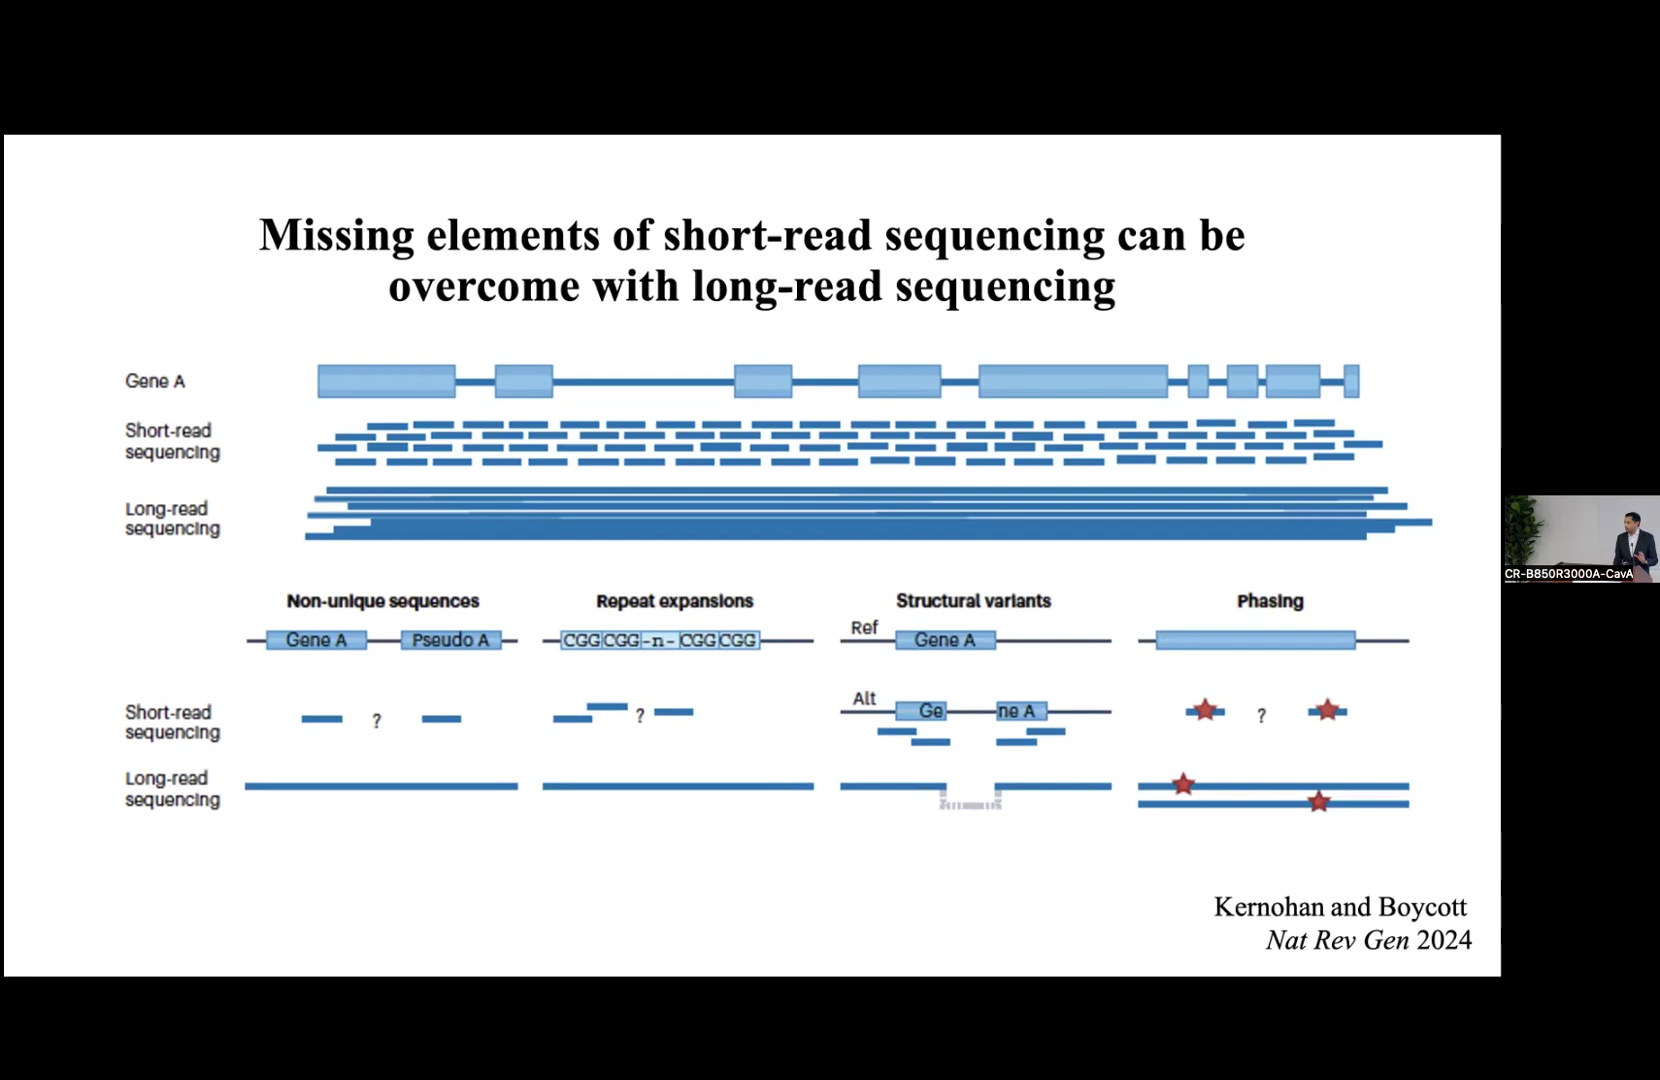 Missing elements of short-read sequencing can be
overcome with long-read sequencing
Gene A
Short-read
sequencing
Long-read
sequencing
Non-unique sequences
Repeat expansions
Structural variants
Phasing
Gene A
Pseudo A
CGG CGG -n- CGG CGG
Ref
Gene A
Short-read
sequencing
?
?
Alt
Ge
ne A
?
Long-read
sequencing
Kernohan and Boycott
Nat Rev Gen 2024
CR-B850R3000A-CavA